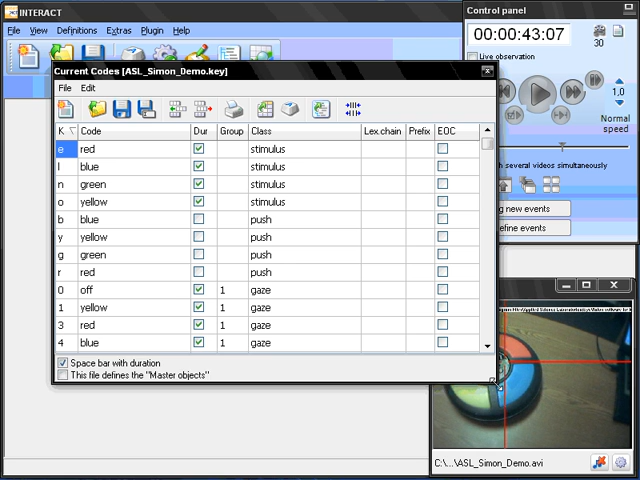 INTERACT
File View Definitions Extras Plugin Help
Control panel
00:00:43:07
30
Live observation
1,0
Normal
speed
several videos simultaneously
new events
efine events
Current Codes [ASL_Simon_Demo.key]
File Edit
K Code Dur Group Class Lex.chain Prefix EOC
e red stimulus
l blue stimulus
n green stimulus
o yellow stimulus
b blue push
y yellow push
g green push
r red push
0 off 1 gaze
1 yellow 1 gaze
3 red 1 gaze
4 blue 1 gaze
Space bar with duration
This file defines the "Master objects"
C:\...\ASL_Simon_Demo.avi